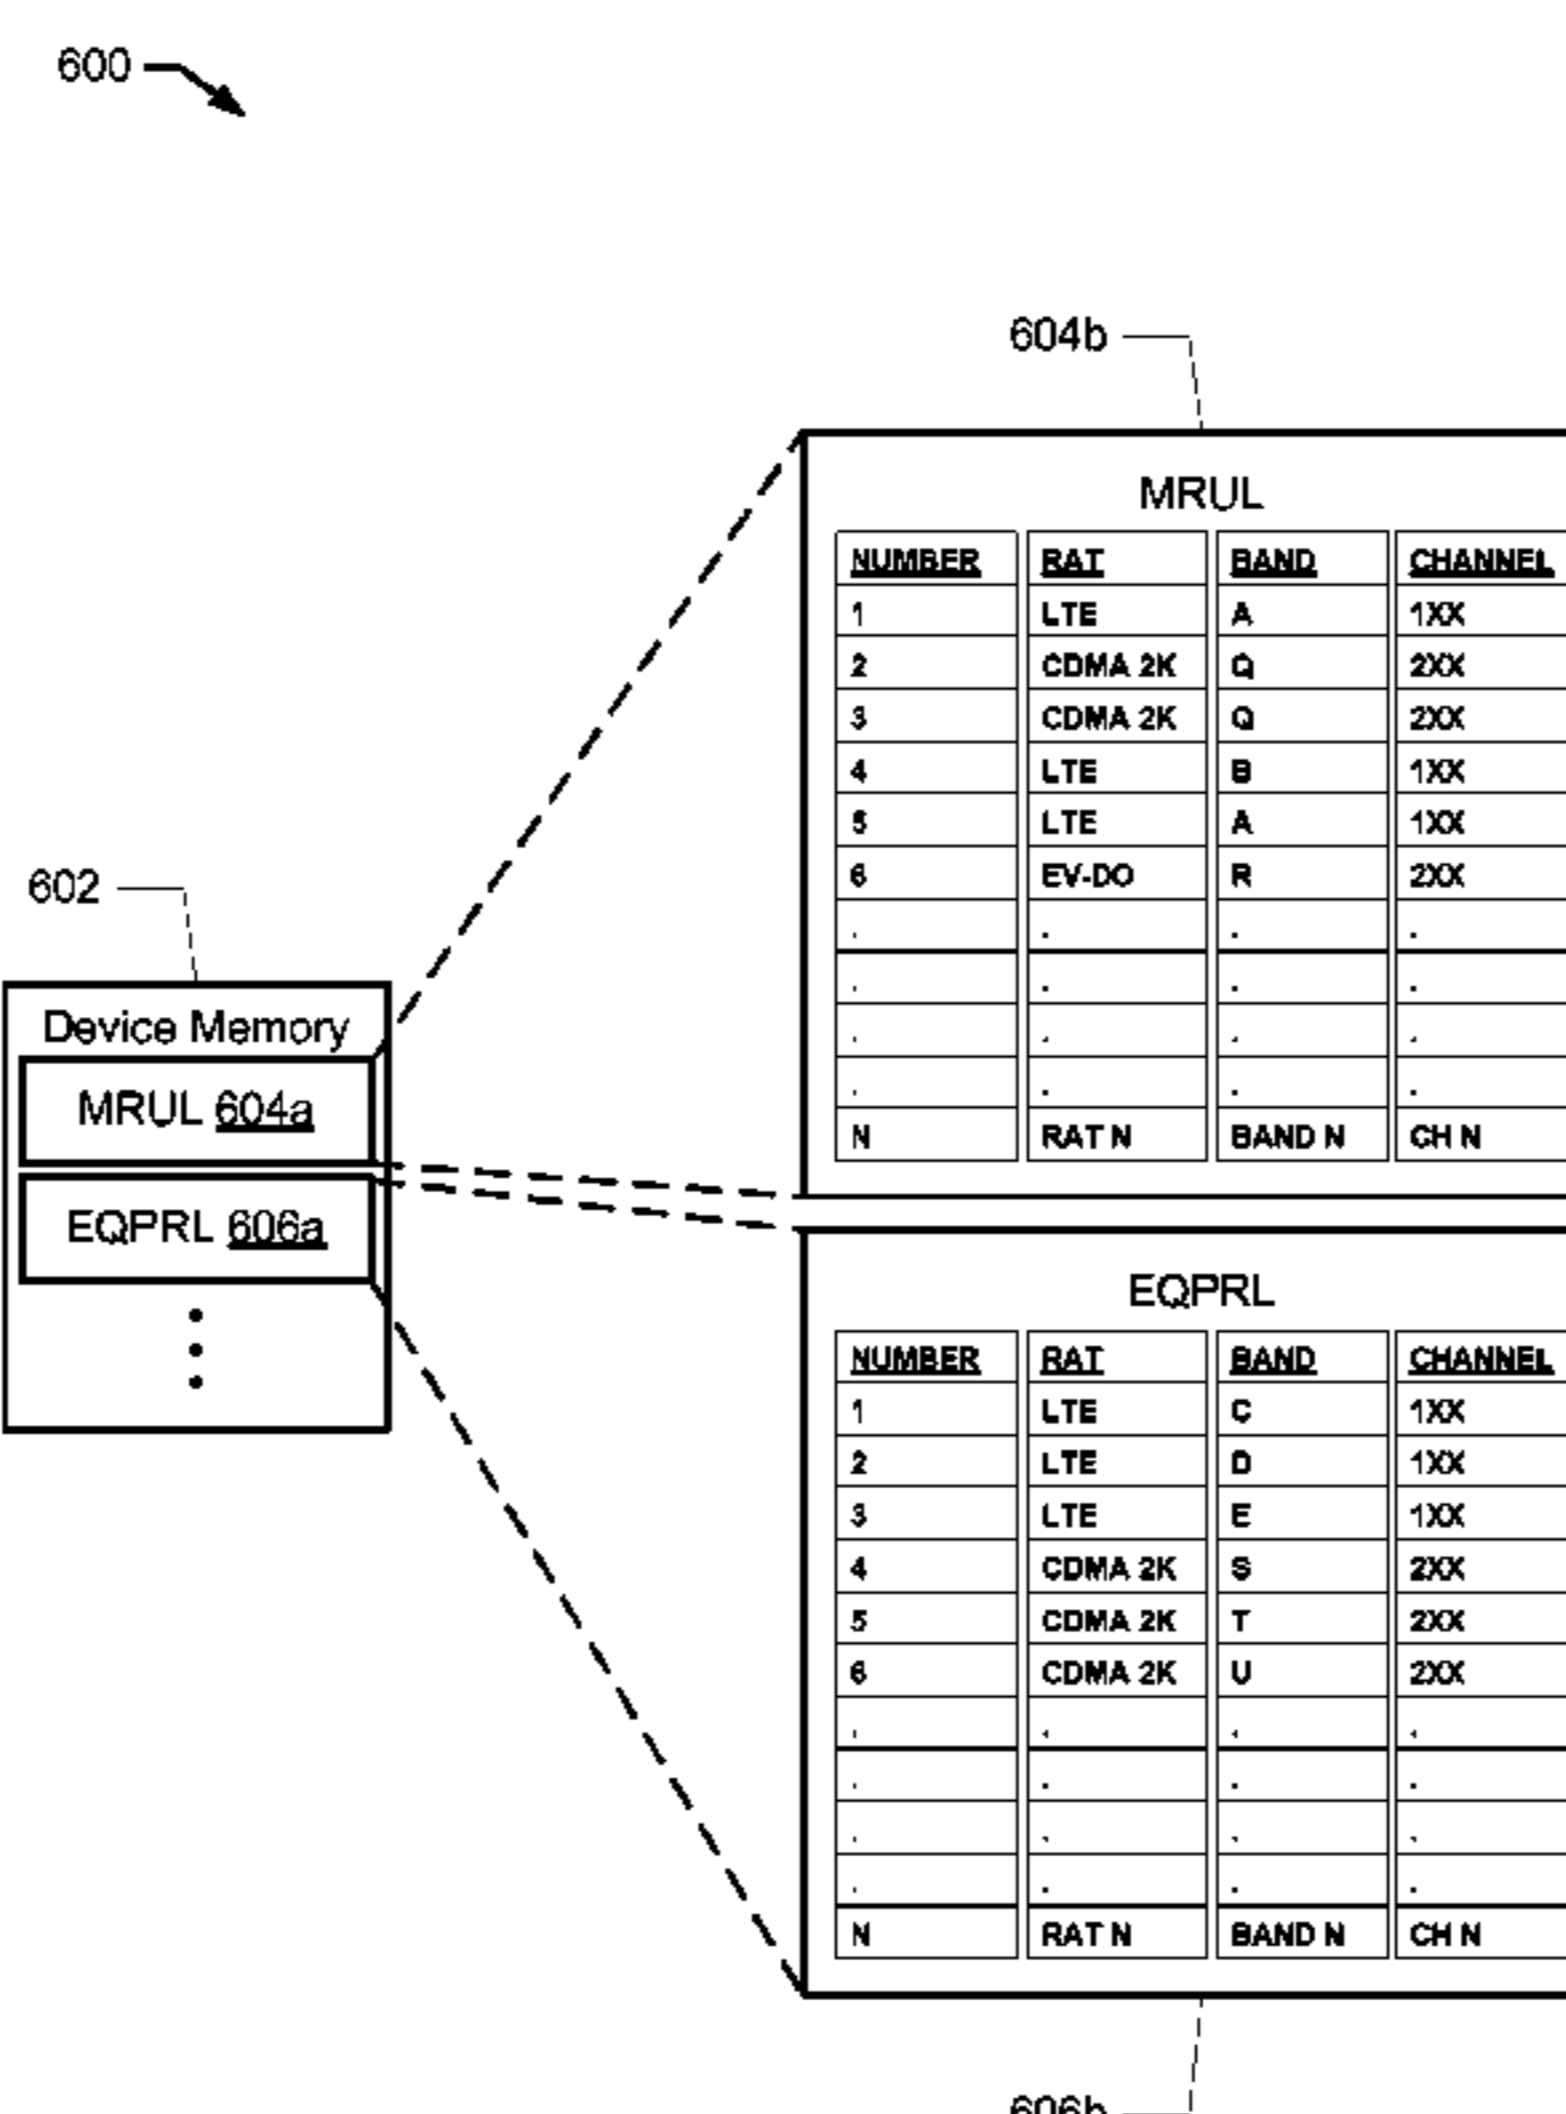 600
604b
MRUL
NUMBER RAT BAND CHANNEL
1 LTE A 1XX
2 CDMA 2K Q 2XX
3 CDMA 2K Q 2XX
4 LTE B 1XX
5 LTE A 1XX
6 EV-DO R 2XX
. . . .
. . . .
. . . .
. . . .
N RAT N BAND N CH N
602
Device Memory
MRUL 604a
EQPRL 606a
EQPRL
NUMBER RAT BAND CHANNEL
1 LTE C 1XX
2 LTE D 1XX
3 LTE E 1XX
4 CDMA 2K S 2XX
5 CDMA 2K T 2XX
6 CDMA 2K U 2XX
. . . .
. . . .
. . . .
. . . .
N RAT N BAND N CH N
606b